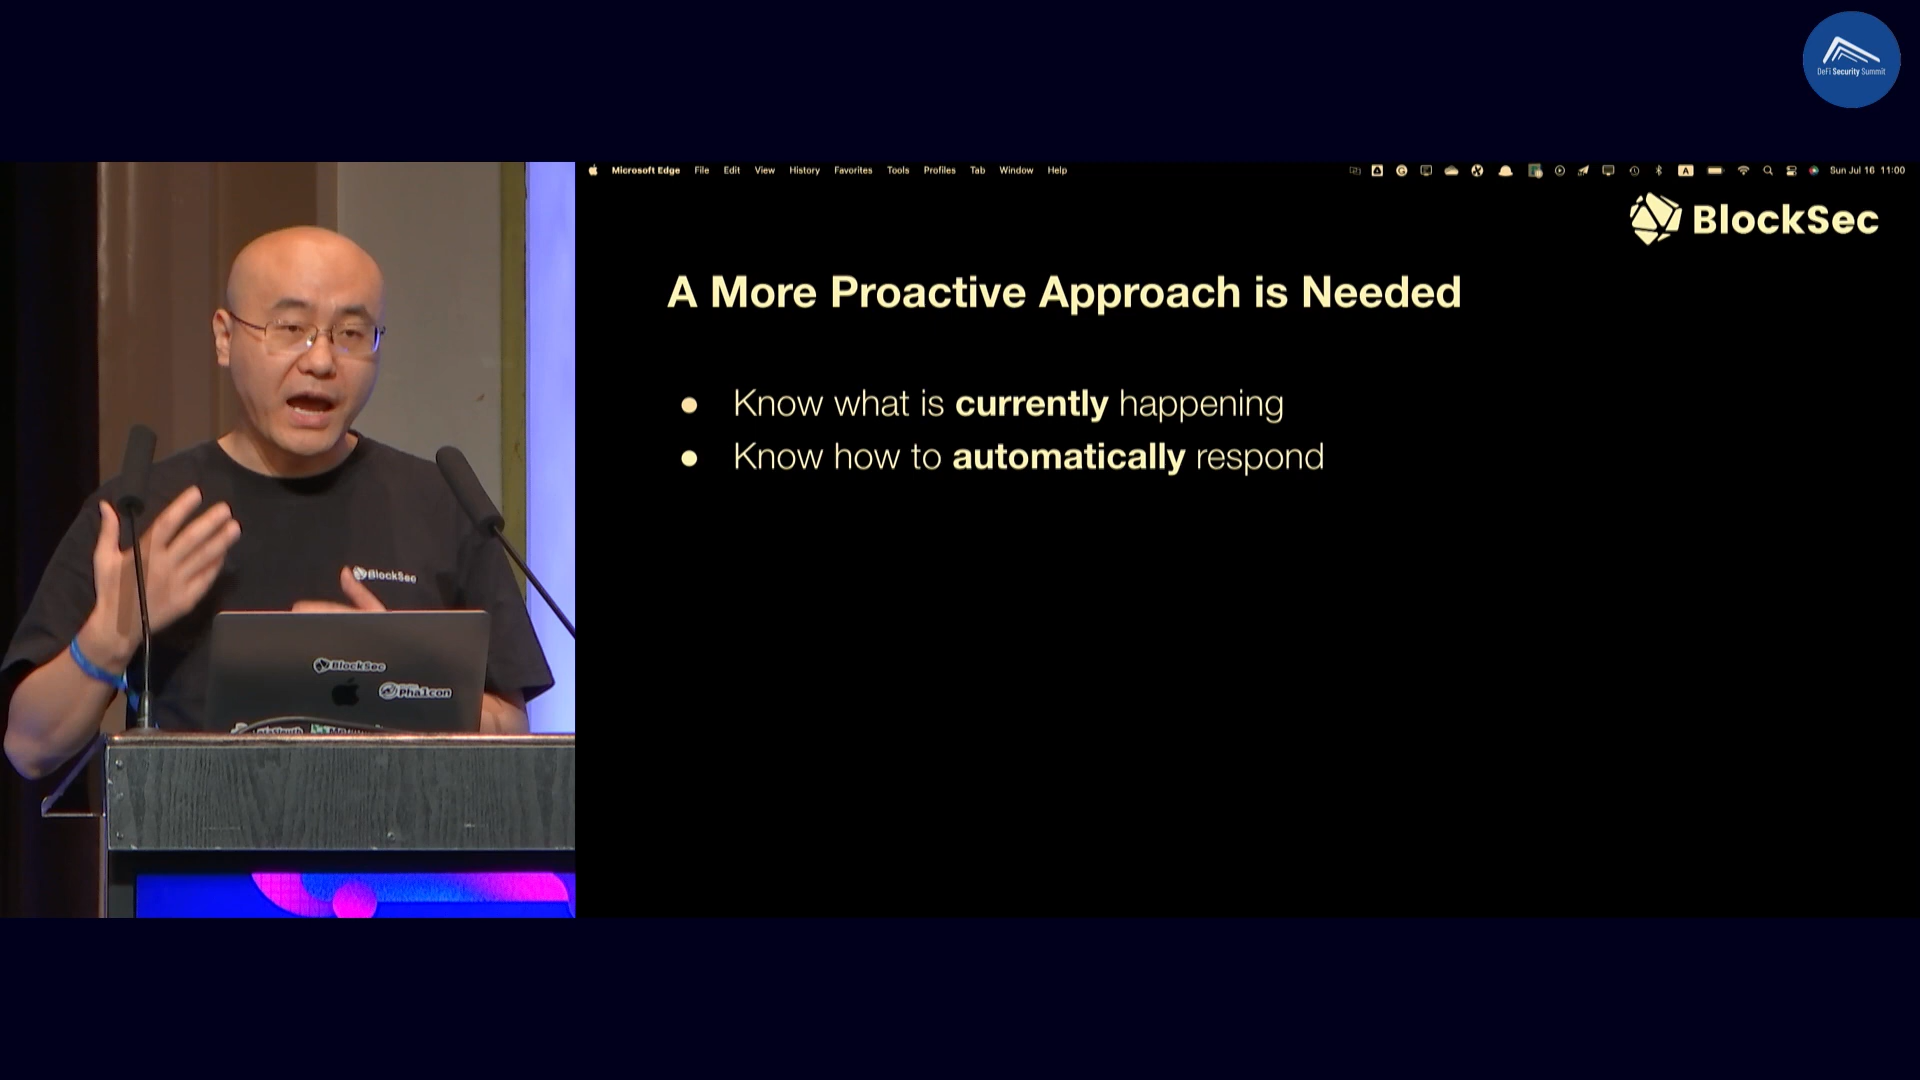 DeFi Security Summit
Microsoft Edge File Edit View History Favorites Tools Profiles Tab Window Help
A
Sun Jul 16 11:00
BlockSec
A More Proactive Approach is Needed
● Know what is currently happening
● Know how to automatically respond
BlockSec
BlockSec
Phalcon